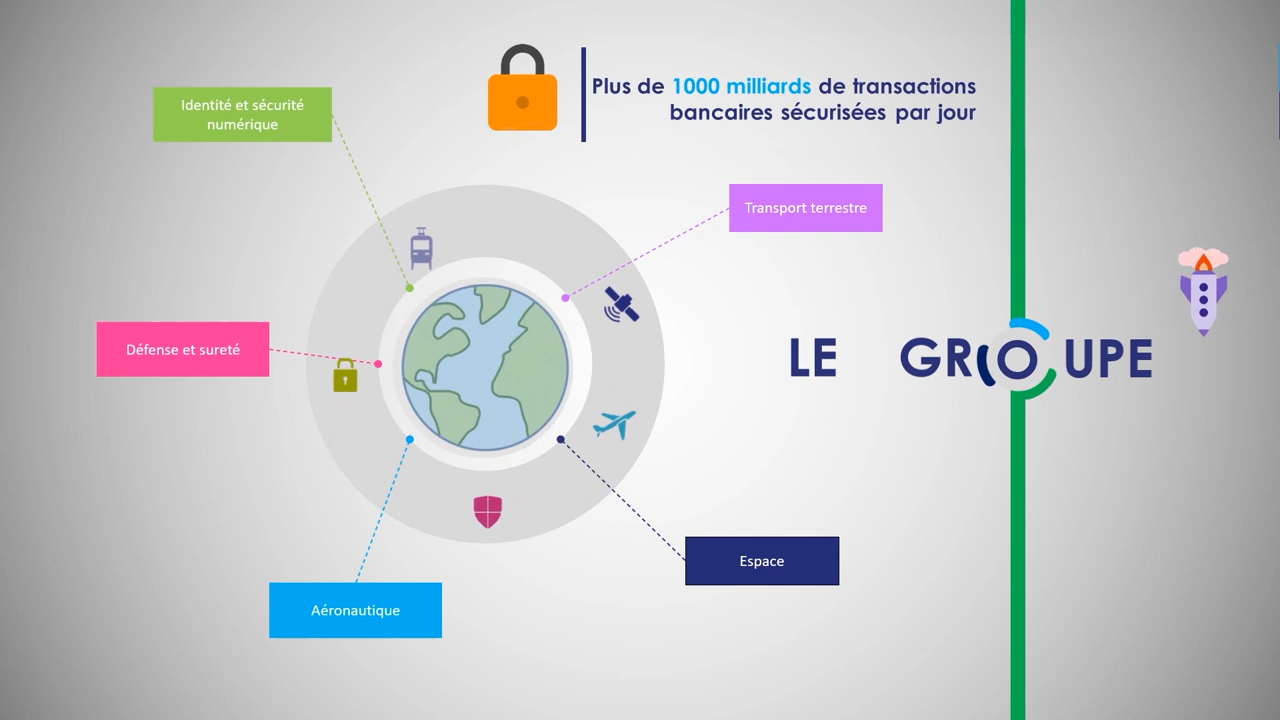 Plus de 1000 milliards de transactions
bancaires sécurisées par jour
Identité et sécurité
numérique
Transport terrestre
Défense et sureté
LE GROUPE
Espace
Aéronautique